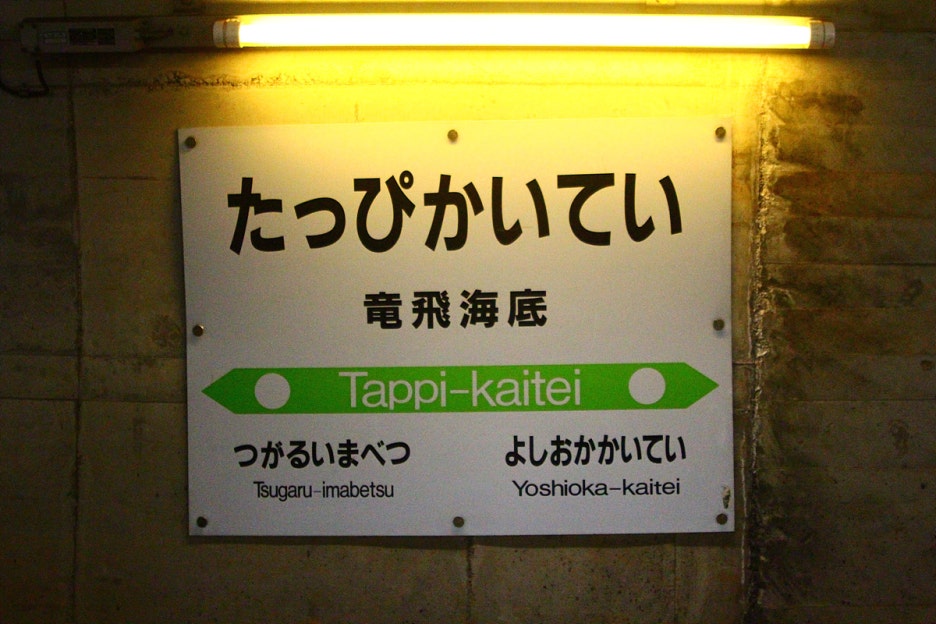 たっぴかいてい
竜飛海底
Tappi-kaitei
つがるいまべつ よしおかかいてい
Tsugaru-imabetsu Yoshioka-kaitei